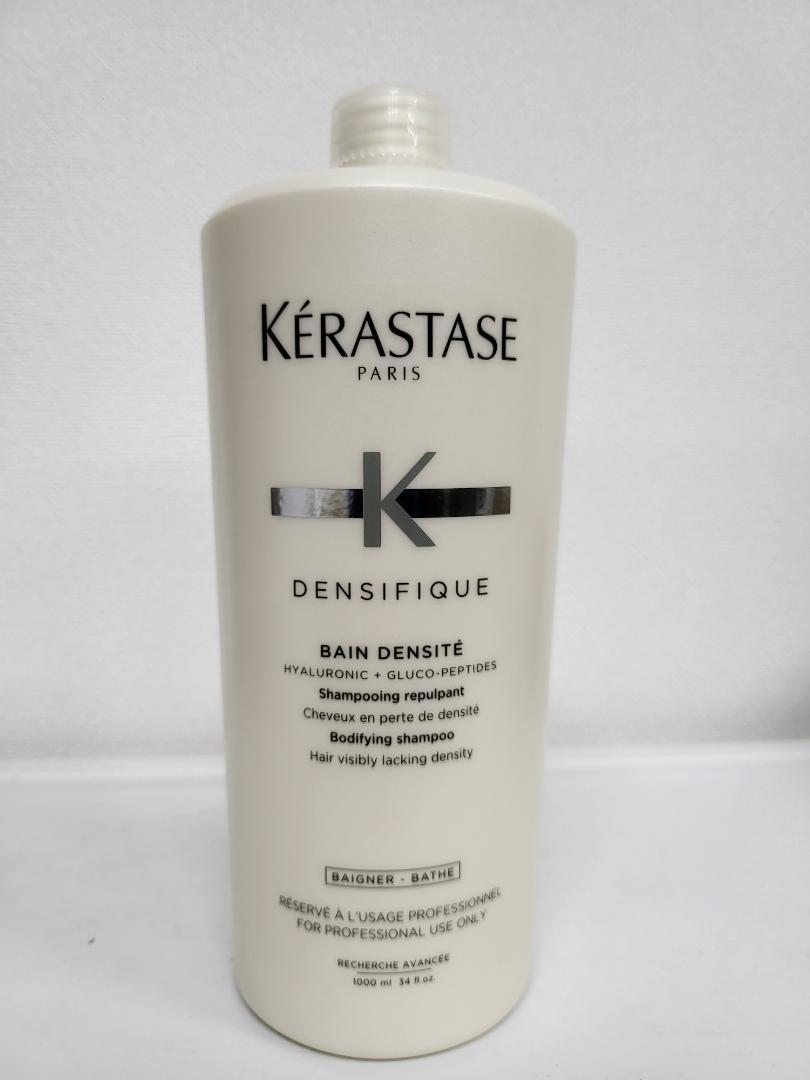 KÉRASTASE
PARIS
K
DENSIFIQUE
BAIN DENSITÉ
HYALURONIC + GLUCO-PEPTIDES
Shampooing repulpant
Cheveux en perte de densité
Bodifying shampoo
Hair visibly lacking density
BAIGNER - BATHE
RÉSERVÉ À L'USAGE PROFESSIONNEL
FOR PROFESSIONAL USE ONLY
RECHERCHE AVANCÉE
1000 ml 34 fl.oz.